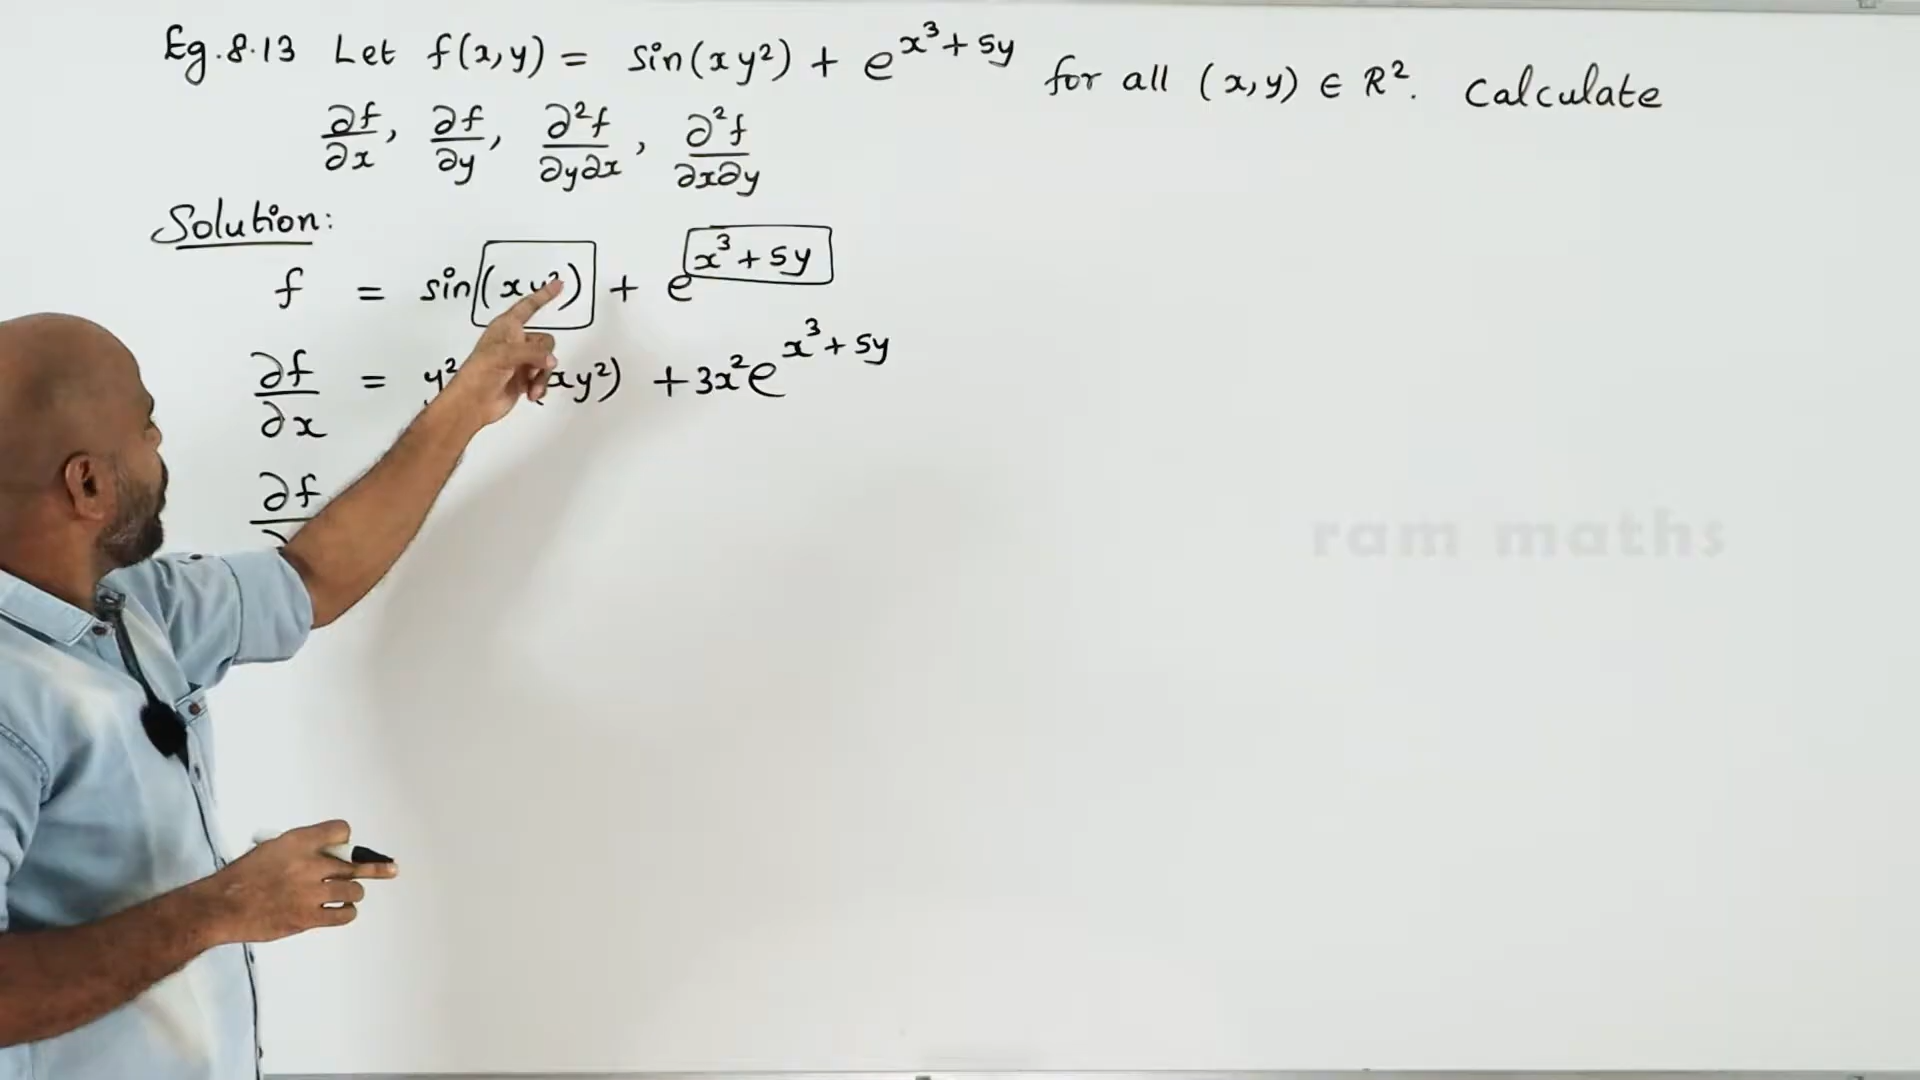 Eg.8.13 Let f(x,y) = sin(xy²) + e^(x³+5y) for all (x,y) ∈ R². Calculate
∂f/∂x, ∂f/∂y, ∂²f/∂y∂x, ∂²f/∂x∂y
Solution:
f = sin(xy²) + e^(x³+5y)
∂f/∂x = y² (xy²) + 3x²e^(x³+5y)
∂f
ram maths